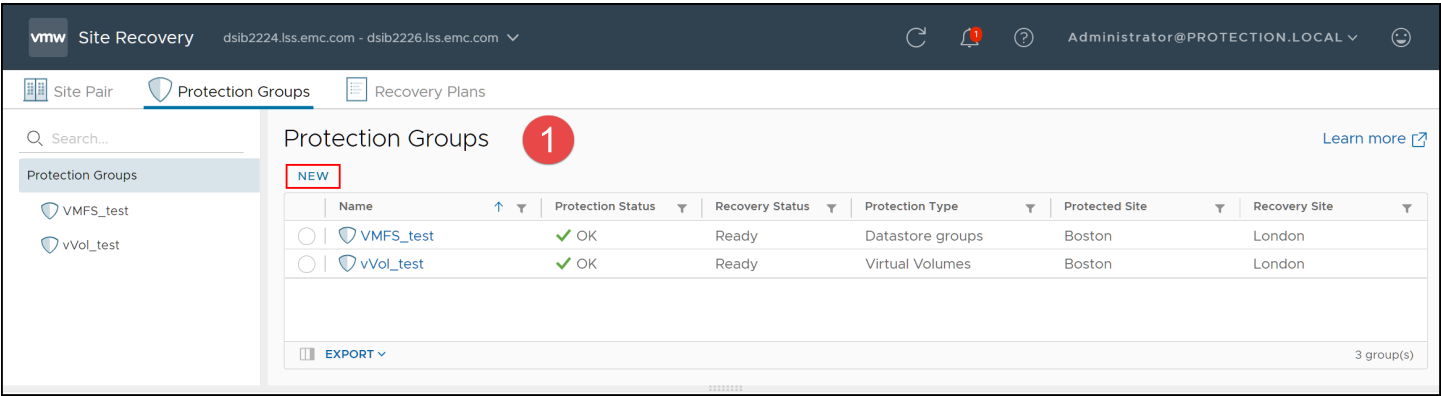 vmw Site Recovery dsib2224.lss.emc.com - dsib2226.lss.emc.com 1 Administrator@PROTECTION.LOCAL
Site Pair Protection Groups Recovery Plans
Search... Protection Groups 1 Learn more
Protection Groups NEW
Name Protection Status Recovery Status Protection Type Protected Site Recovery Site
VMFS_test VMFS_test OK Ready Datastore groups Boston London
vVol_test vVol_test OK Ready Virtual Volumes Boston London
EXPORT 3 group(s)